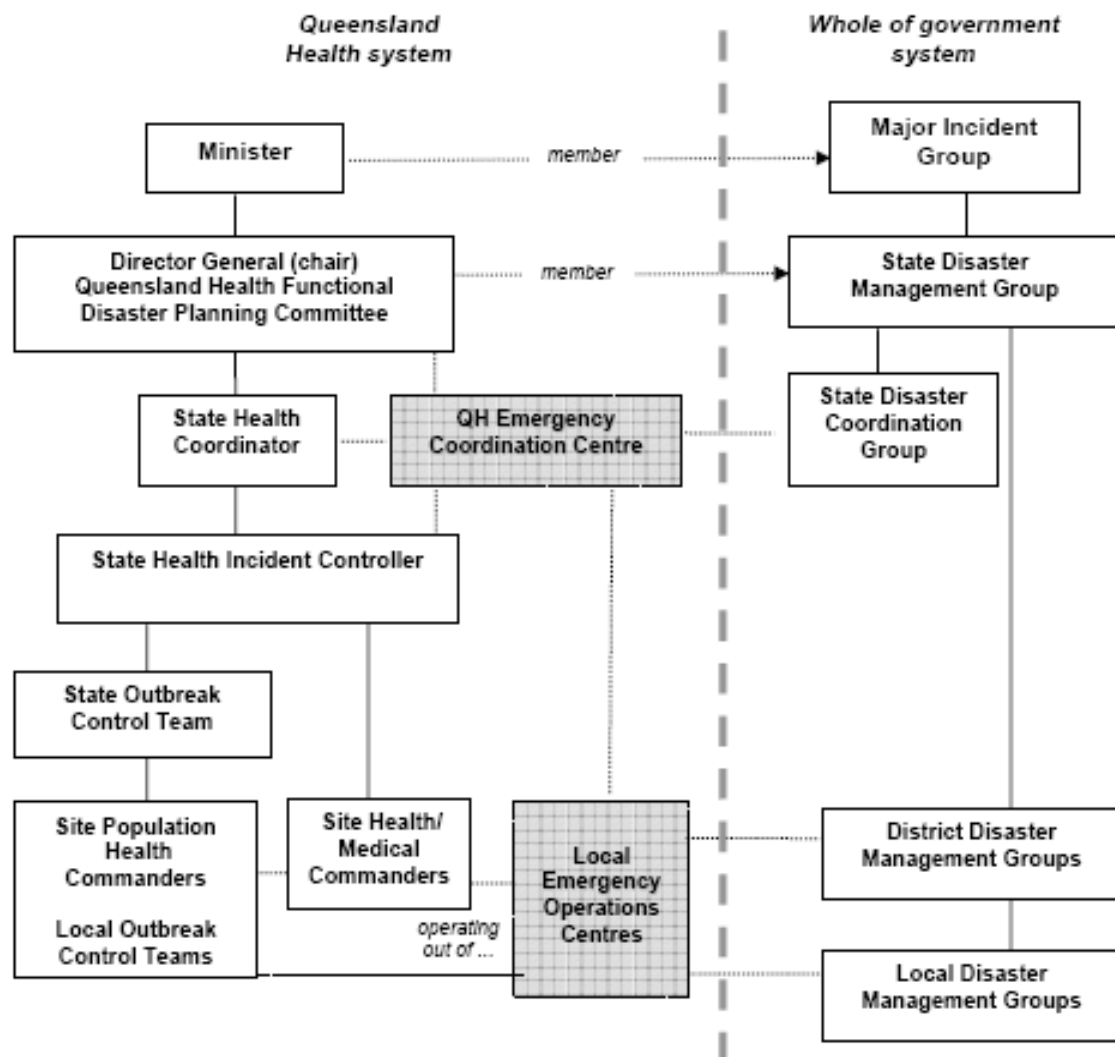 Queensland
Health system
Whole of government
system
Minister
member
Major Incident
Group
Director General (chair)
Queensland Health Functional
Disaster Planning Committee
member
State Disaster
Management Group
State Health
Coordinator
QH Emergency
Coordination Centre
State Disaster
Coordination
Group
State Health Incident Controller
State Outbreak
Control Team
Site Population
Health
Commanders
Local Outbreak
Control Teams
Site Health/
Medical
Commanders
operating
out of ...
Local
Emergency
Operations
Centres
District Disaster
Management Groups
Local Disaster
Management Groups